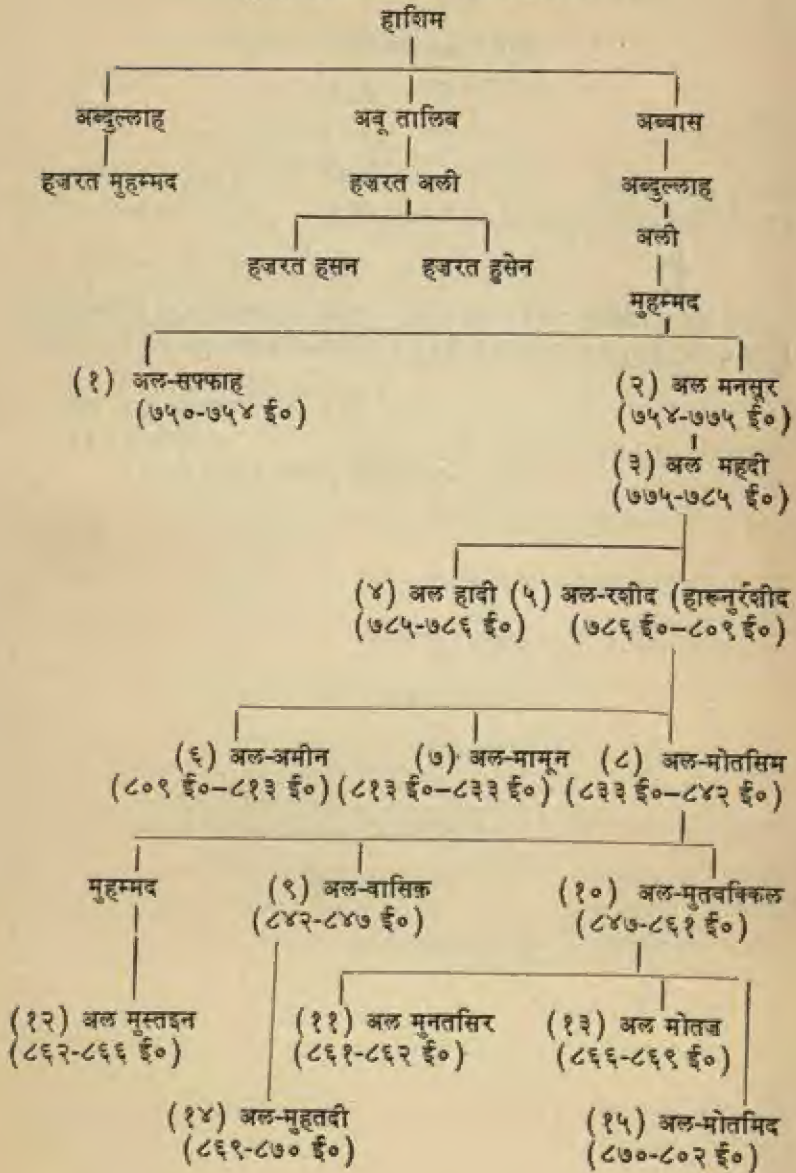 हाशिम
अब्दुल्लाह अबू तालिब अब्बास
हज़रत मुहम्मद हज़रत अली अब्दुल्लाह
अली
हज़रत हसन हज़रत हुसेन
मुहम्मद
(१) अल-सफ्फाह (२) अल मनसूर
(७५०-७५४ ई०) (७५४-७७५ ई०)
(३) अल महदी
(७७५-७८५ ई०)
(४) अल हादी (५) अल-रशीद (हारूनुर्रशीद
(७८५-७८६ ई०) (७८६ ई०-८०९ ई०)
(६) अल-अमीन (७) अल-मामून (८) अल-मोतसिम
(८०९ ई०-८१३ ई०) (८१३ ई०-८३३ ई०) (८३३ ई०-८४२ ई०)
मुहम्मद (९) अल-वासिक़ (१०) अल-मुतवक्किल
(८४२-८४७ ई०) (८४७-८६१ ई०)
(१२) अल मुस्तइन (११) अल मुनतसिर (१३) अल मोतज
(८६२-८६६ ई०) (८६१-८६२ ई०) (८६६-८६९ ई०)
(१४) अल-मुहतदी (१५) अल-मोतमिद
(८६९-८७० ई०) (८७०-८०२ ई०)